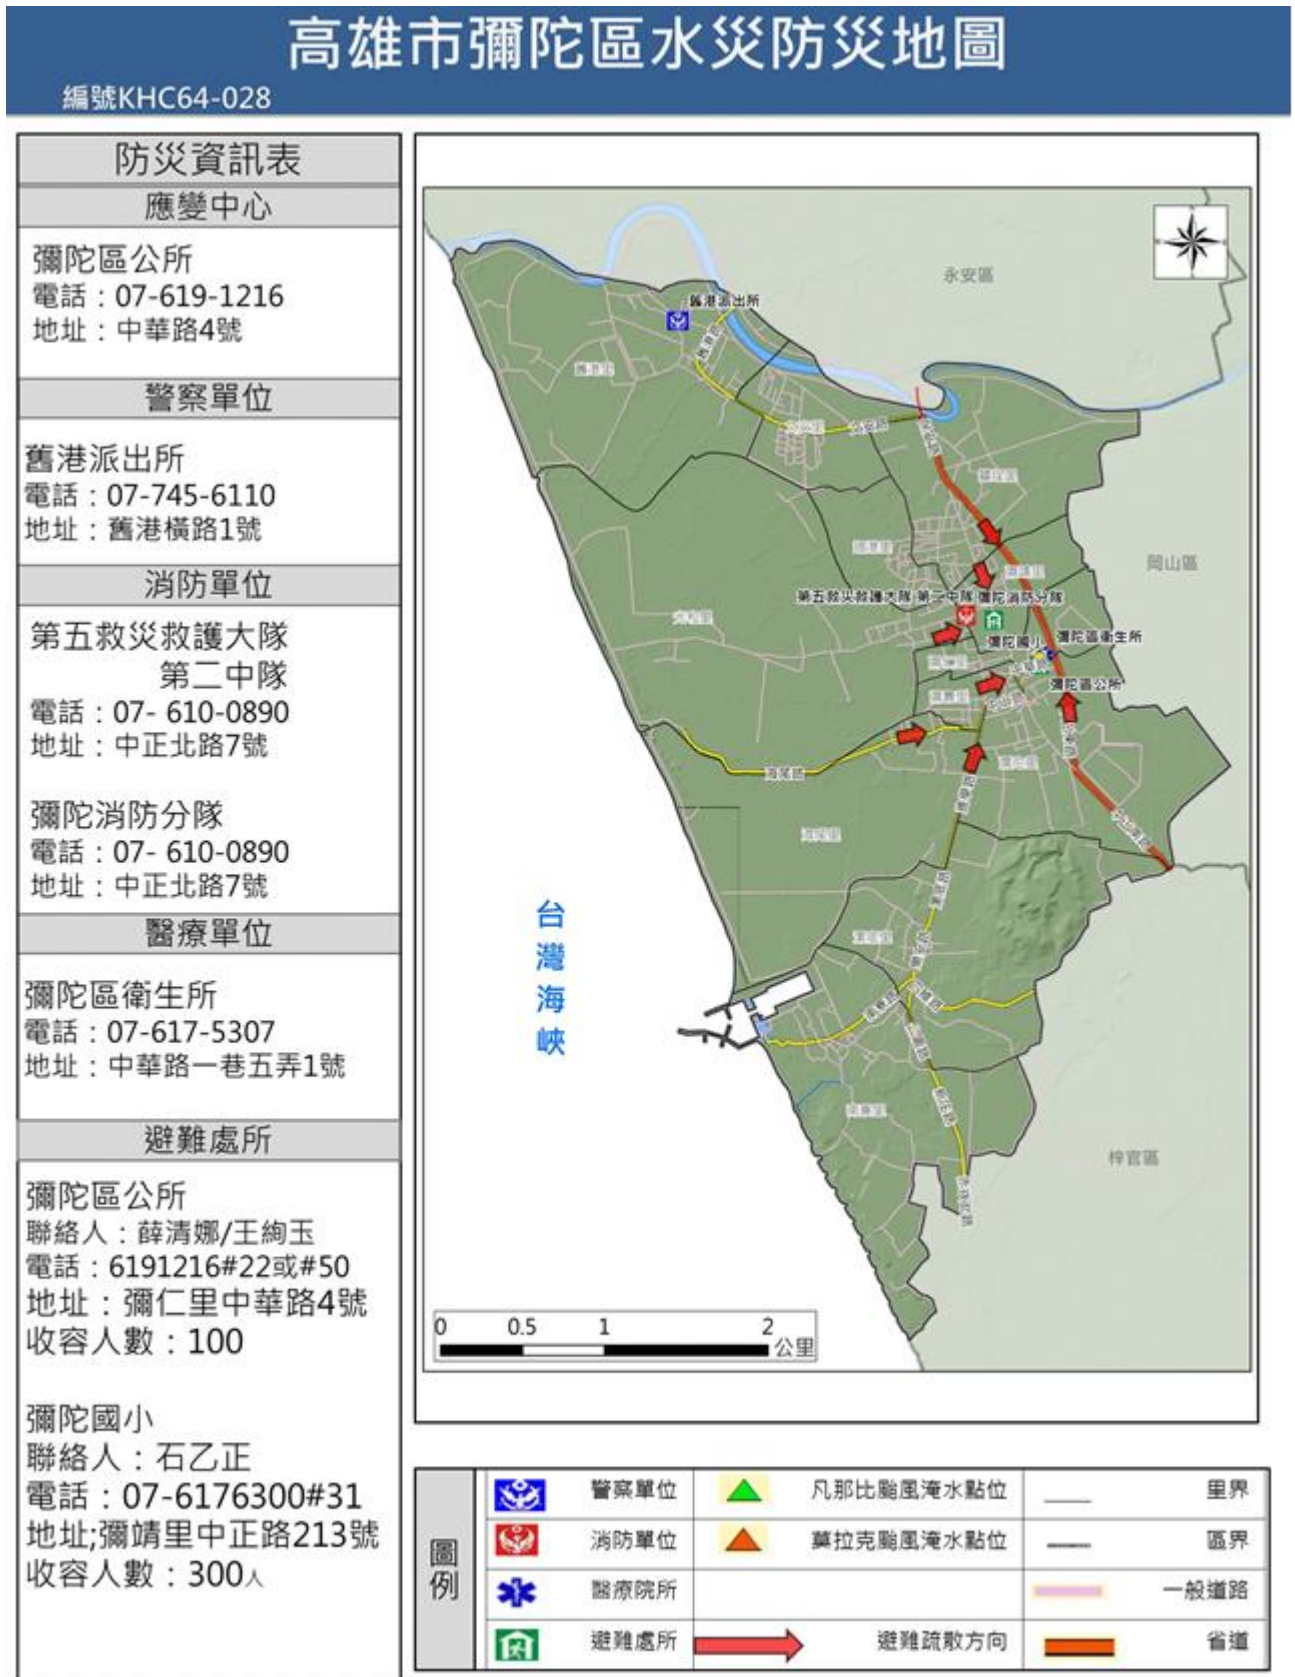 高雄市彌陀區水災防災地圖
編號KHC64-028
防災資訊表
應變中心
彌陀區公所
電話：07-619-1216
地址：中華路4號
警察單位
舊港派出所
電話：07-745-6110
地址：舊港橫路1號
消防單位
第五救災救護大隊
第二中隊
電話：07- 610-0890
地址：中正北路7號
彌陀消防分隊
電話：07- 610-0890
地址：中正北路7號
醫療單位
彌陀區衛生所
電話：07-617-5307
地址：中華路一巷五弄1號
避難處所
彌陀區公所
聯絡人：薛清娜/王絢玉
電話：6191216#22或#50
地址：彌仁里中華路4號
收容人數：100
彌陀國小
聯絡人：石乙正
電話：07-6176300#31
地址;彌靖里中正路213號
收容人數：300人
永安區
舊港派出所
舊港里
岡山區
第五救災救護大隊 第二中隊 彌陀消防分隊
彌陀國小
彌陀區衛生所
彌陀區公所
海尾路
海尾里
台灣海峽
南寮里
梓官區
0 0.5 1 2
公里
圖例
警察單位 凡那比颱風淹水點位 里界
消防單位 莫拉克颱風淹水點位 區界
醫療院所 一般道路
避難處所 避難疏散方向 省道